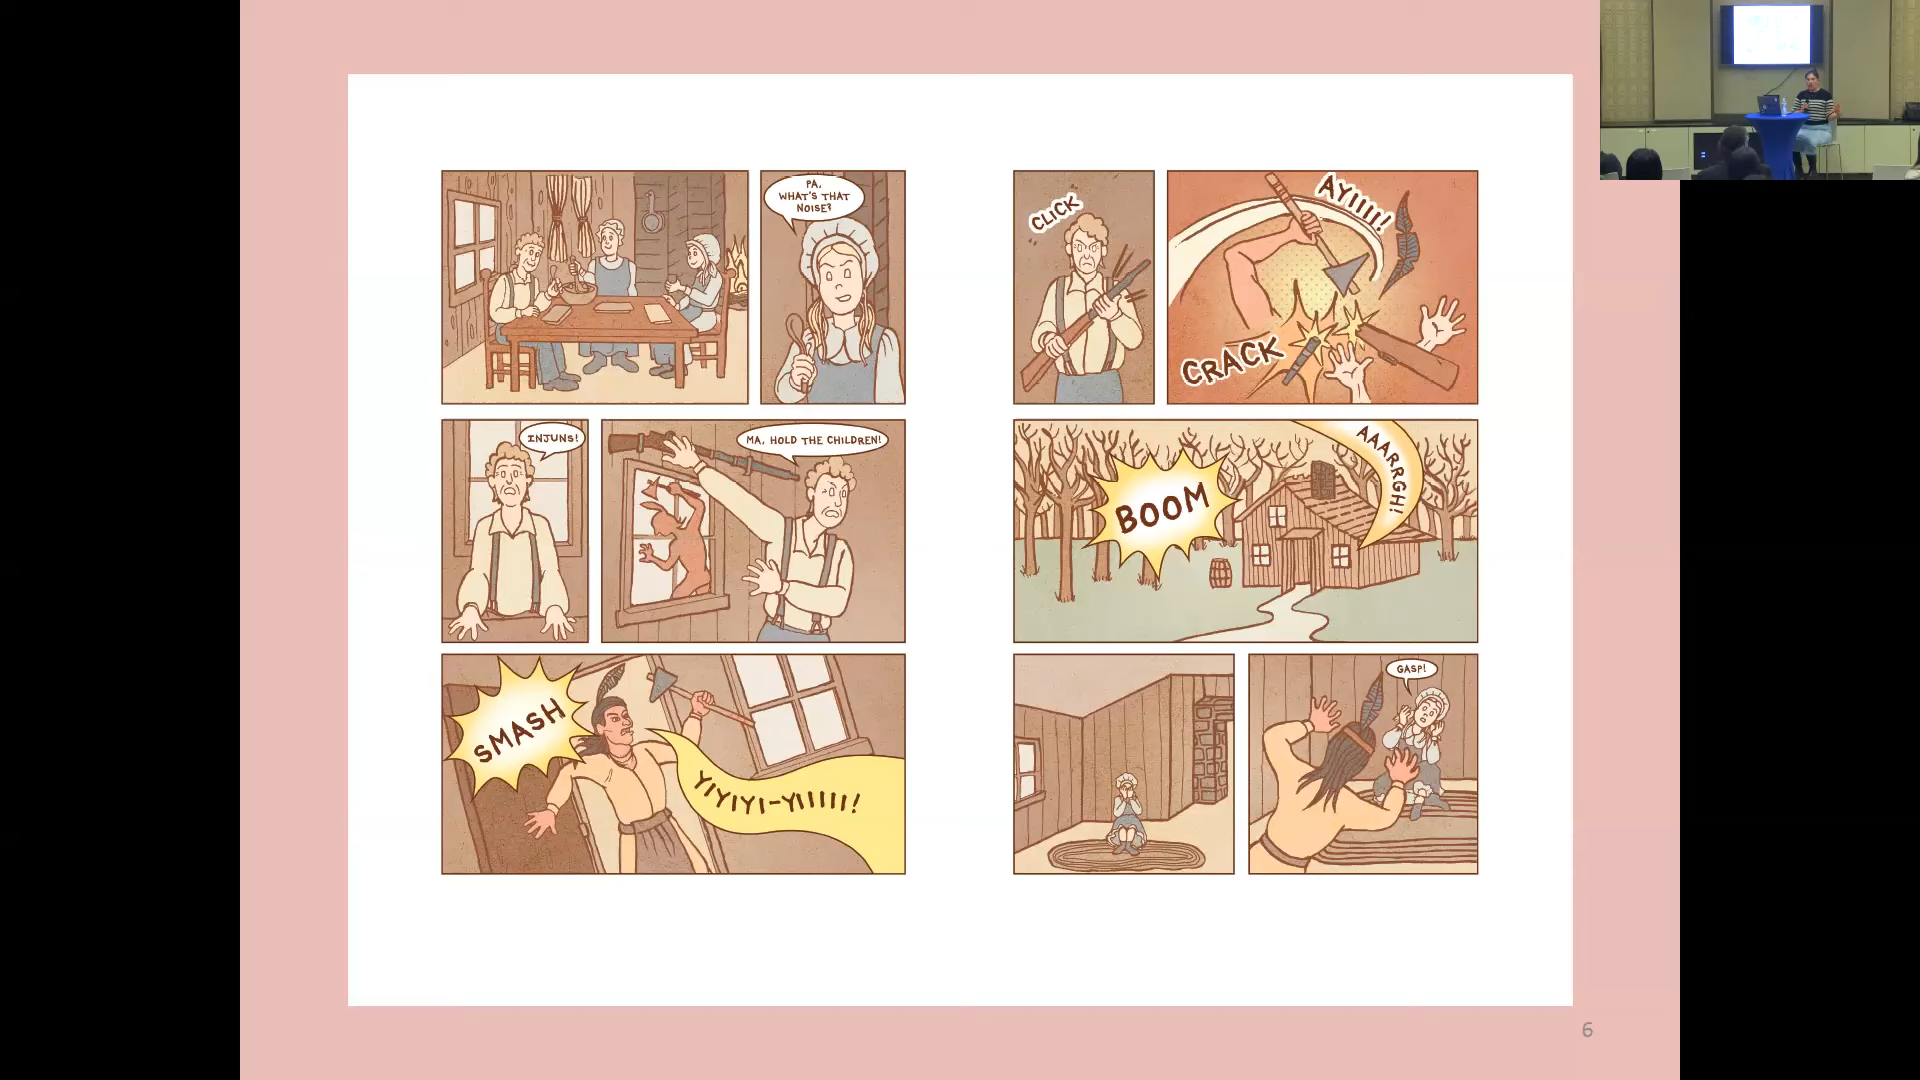 PA,
WHAT'S THAT
NOISE?
INJUNS!
MA, HOLD THE CHILDREN!
SMASH
YIYIYI-YIIIII!
CLICK
AYIIII!
CRACK
BOOM
AAARRGH!
GASP!
6